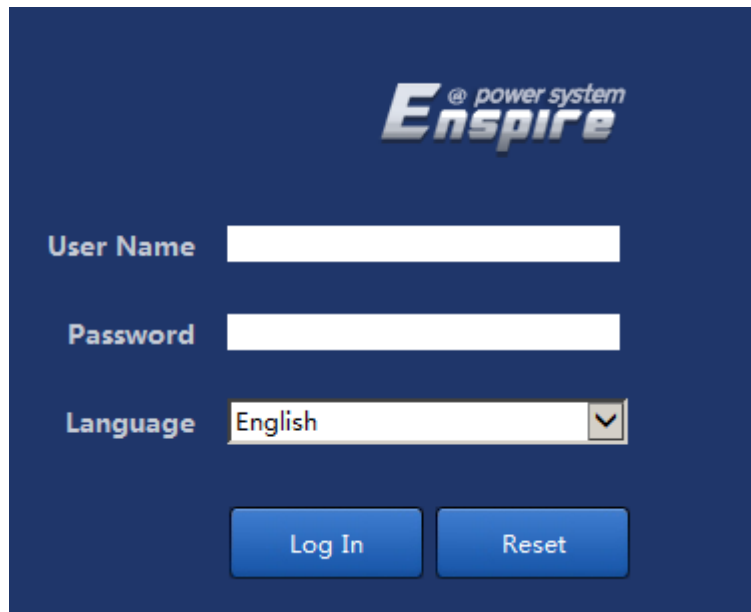 @ power system
Enspire
User Name
Password
Language English
Log In Reset